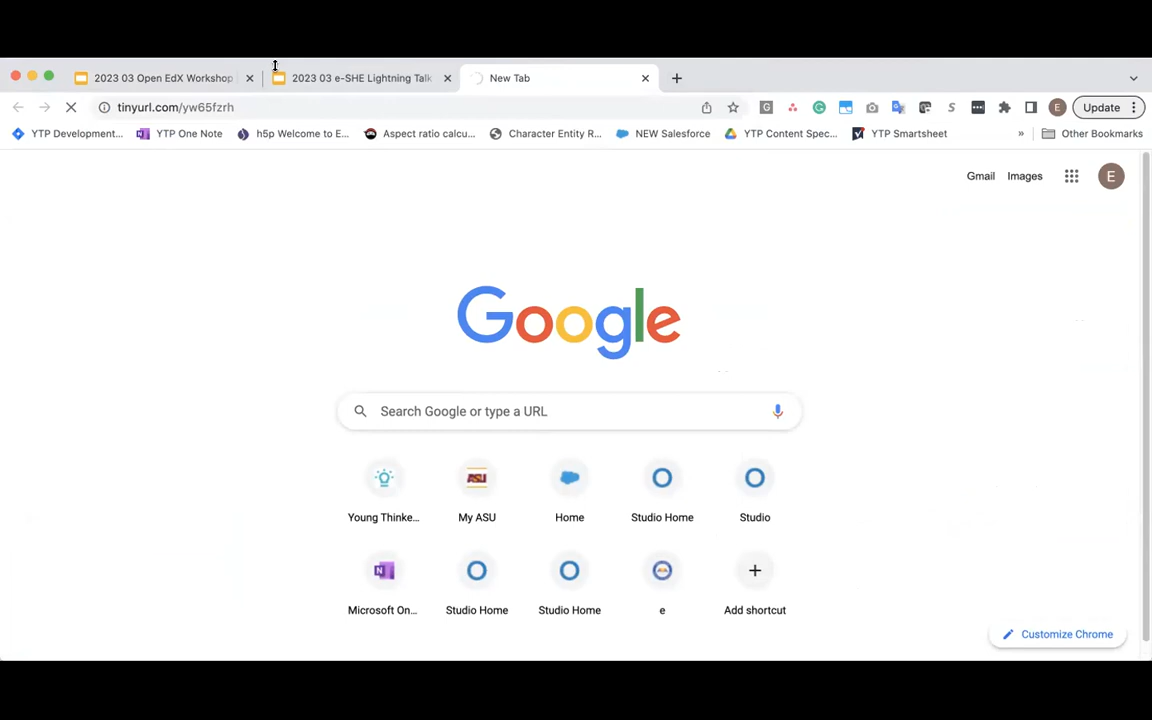 2023 03 Open EdX Workshop
2023 03 e-SHE Lightning Talk
New Tab
tinyurl.com/yw65fzrh
E
Update
YTP Development...
YTP One Note
h5p Welcome to E...
Aspect ratio calcu...
Character Entity R...
NEW Salesforce
YTP Content Spec...
YTP Smartsheet
»
Other Bookmarks
Gmail
Images
E
Google
Search Google or type a URL
Young Thinke...
My ASU
Home
Studio Home
Studio
Microsoft On...
Studio Home
Studio Home
e
Add shortcut
Customize Chrome